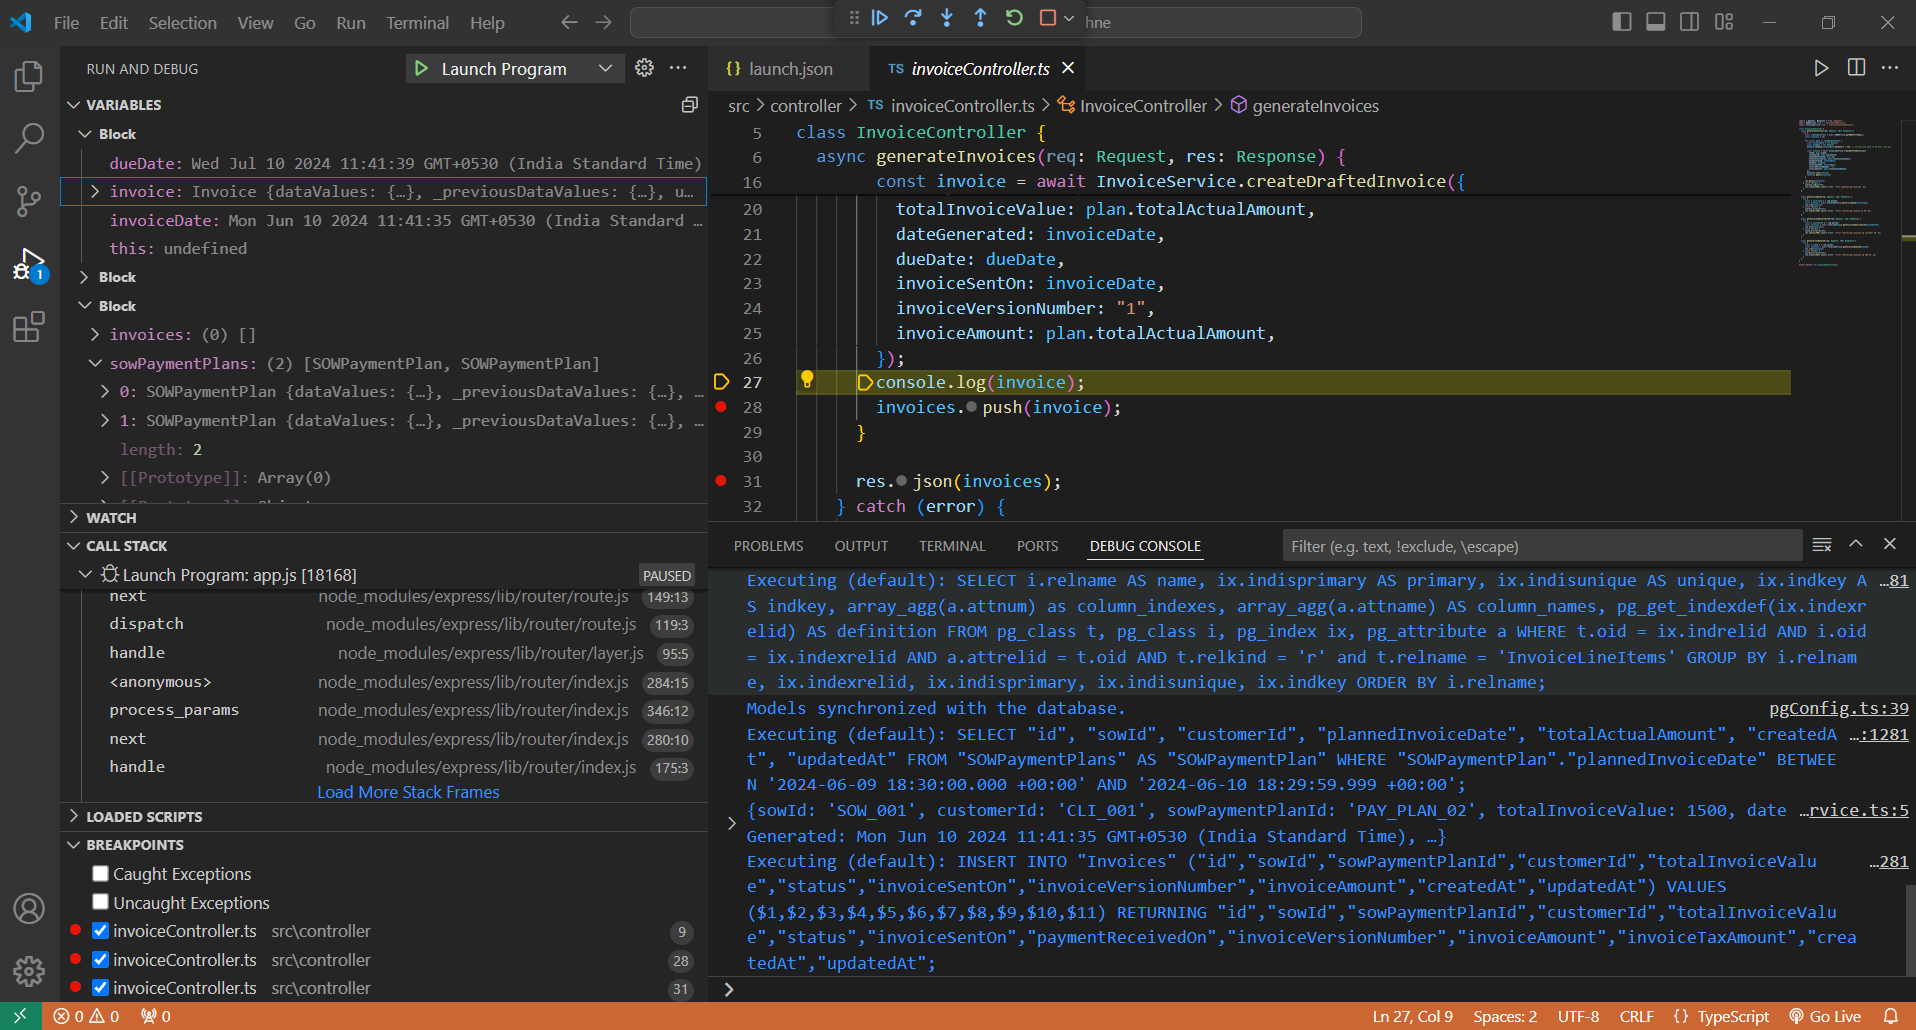 File Edit Selection View Go Run Terminal Help
hne
RUN AND DEBUG
Launch Program
VARIABLES
Block
dueDate: Wed Jul 10 2024 11:41:39 GMT+0530 (India Standard Time)
invoice: Invoice {dataValues: {…}, _previousDataValues: {…}, u…
invoiceDate: Mon Jun 10 2024 11:41:35 GMT+0530 (India Standard …
this: undefined
Block
Block
invoices: (0) []
sowPaymentPlans: (2) [SOWPaymentPlan, SOWPaymentPlan]
0: SOWPaymentPlan {dataValues: {…}, _previousDataValues: {…}, …
1: SOWPaymentPlan {dataValues: {…}, _previousDataValues: {…}, …
length: 2
[[Prototype]]: Array(0)
WATCH
CALL STACK
Launch Program: app.js [18168] PAUSED
next node_modules/express/lib/router/route.js 149:13
dispatch node_modules/express/lib/router/route.js 119:3
handle node_modules/express/lib/router/layer.js 95:5
<anonymous> node_modules/express/lib/router/index.js 284:15
process_params node_modules/express/lib/router/index.js 346:12
next node_modules/express/lib/router/index.js 280:10
handle node_modules/express/lib/router/index.js 175:3
Load More Stack Frames
LOADED SCRIPTS
BREAKPOINTS
Caught Exceptions
Uncaught Exceptions
invoiceController.ts src\controller 9
invoiceController.ts src\controller 28
invoiceController.ts src\controller 31
1
{} launch.json
TS invoiceController.ts
src > controller > TS invoiceController.ts > InvoiceController > generateInvoices
5 class InvoiceController {
6 async generateInvoices(req: Request, res: Response) {
16 const invoice = await InvoiceService.createDraftedInvoice({
20 totalInvoiceValue: plan.totalActualAmount,
21 dateGenerated: invoiceDate,
22 dueDate: dueDate,
23 invoiceSentOn: invoiceDate,
24 invoiceVersionNumber: "1",
25 invoiceAmount: plan.totalActualAmount,
26 });
27 console.log(invoice);
28 invoices.push(invoice);
29 }
30
31 res.json(invoices);
32 } catch (error) {
PROBLEMS OUTPUT TERMINAL PORTS DEBUG CONSOLE Filter (e.g. text, !exclude, \escape)
Executing (default): SELECT i.relname AS name, ix.indisprimary AS primary, ix.indisunique AS unique, ix.indkey A …81
S indkey, array_agg(a.attnum) as column_indexes, array_agg(a.attname) AS column_names, pg_get_indexdef(ix.indexr
elid) AS definition FROM pg_class t, pg_class i, pg_index ix, pg_attribute a WHERE t.oid = ix.indrelid AND i.oid
= ix.indexrelid AND a.attrelid = t.oid AND t.relkind = 'r' and t.relname = 'InvoiceLineItems' GROUP BY i.relnam
e, ix.indexrelid, ix.indisprimary, ix.indisunique, ix.indkey ORDER BY i.relname;
Models synchronized with the database. pgConfig.ts:39
Executing (default): SELECT "id", "sowId", "customerId", "plannedInvoiceDate", "totalActualAmount", "createdA …:1281
t", "updatedAt" FROM "SOWPaymentPlans" AS "SOWPaymentPlan" WHERE "SOWPaymentPlan"."plannedInvoiceDate" BETWEE
N '2024-06-09 18:30:00.000 +00:00' AND '2024-06-10 18:29:59.999 +00:00';
{sowId: 'SOW_001', customerId: 'CLI_001', sowPaymentPlanId: 'PAY_PLAN_02', totalInvoiceValue: 1500, date …rvice.ts:5
Generated: Mon Jun 10 2024 11:41:35 GMT+0530 (India Standard Time), …}
Executing (default): INSERT INTO "Invoices" ("id","sowId","sowPaymentPlanId","customerId","totalInvoiceValu …281
e","status","invoiceSentOn","invoiceVersionNumber","invoiceAmount","createdAt","updatedAt") VALUES
($1,$2,$3,$4,$5,$6,$7,$8,$9,$10,$11) RETURNING "id","sowId","sowPaymentPlanId","customerId","totalInvoiceValu
e","status","invoiceSentOn","paymentReceivedOn","invoiceVersionNumber","invoiceAmount","invoiceTaxAmount","crea
tedAt","updatedAt";
0 0 0
Ln 27, Col 9 Spaces: 2 UTF-8 CRLF {} TypeScript Go Live